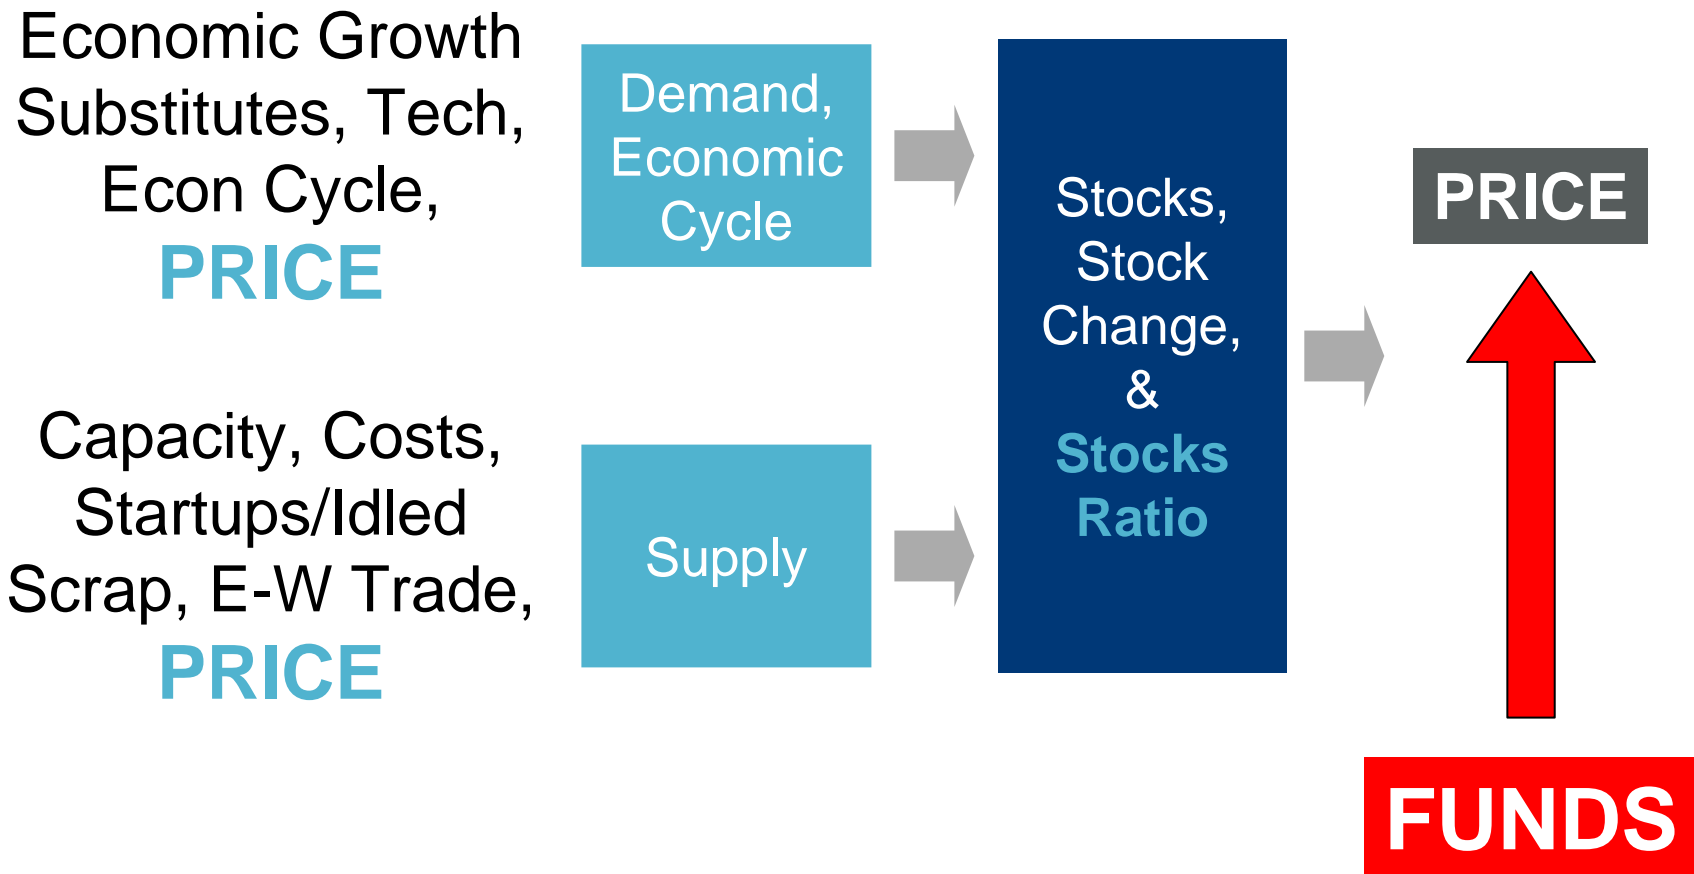 Economic Growth
Substitutes, Tech,
Econ Cycle,
PRICE
Demand,
Economic
Cycle
Capacity, Costs,
Startups/Idled
Scrap, E-W Trade,
PRICE
Supply
Stocks,
Stock
Change,
&
Stocks
Ratio
PRICE
FUNDS